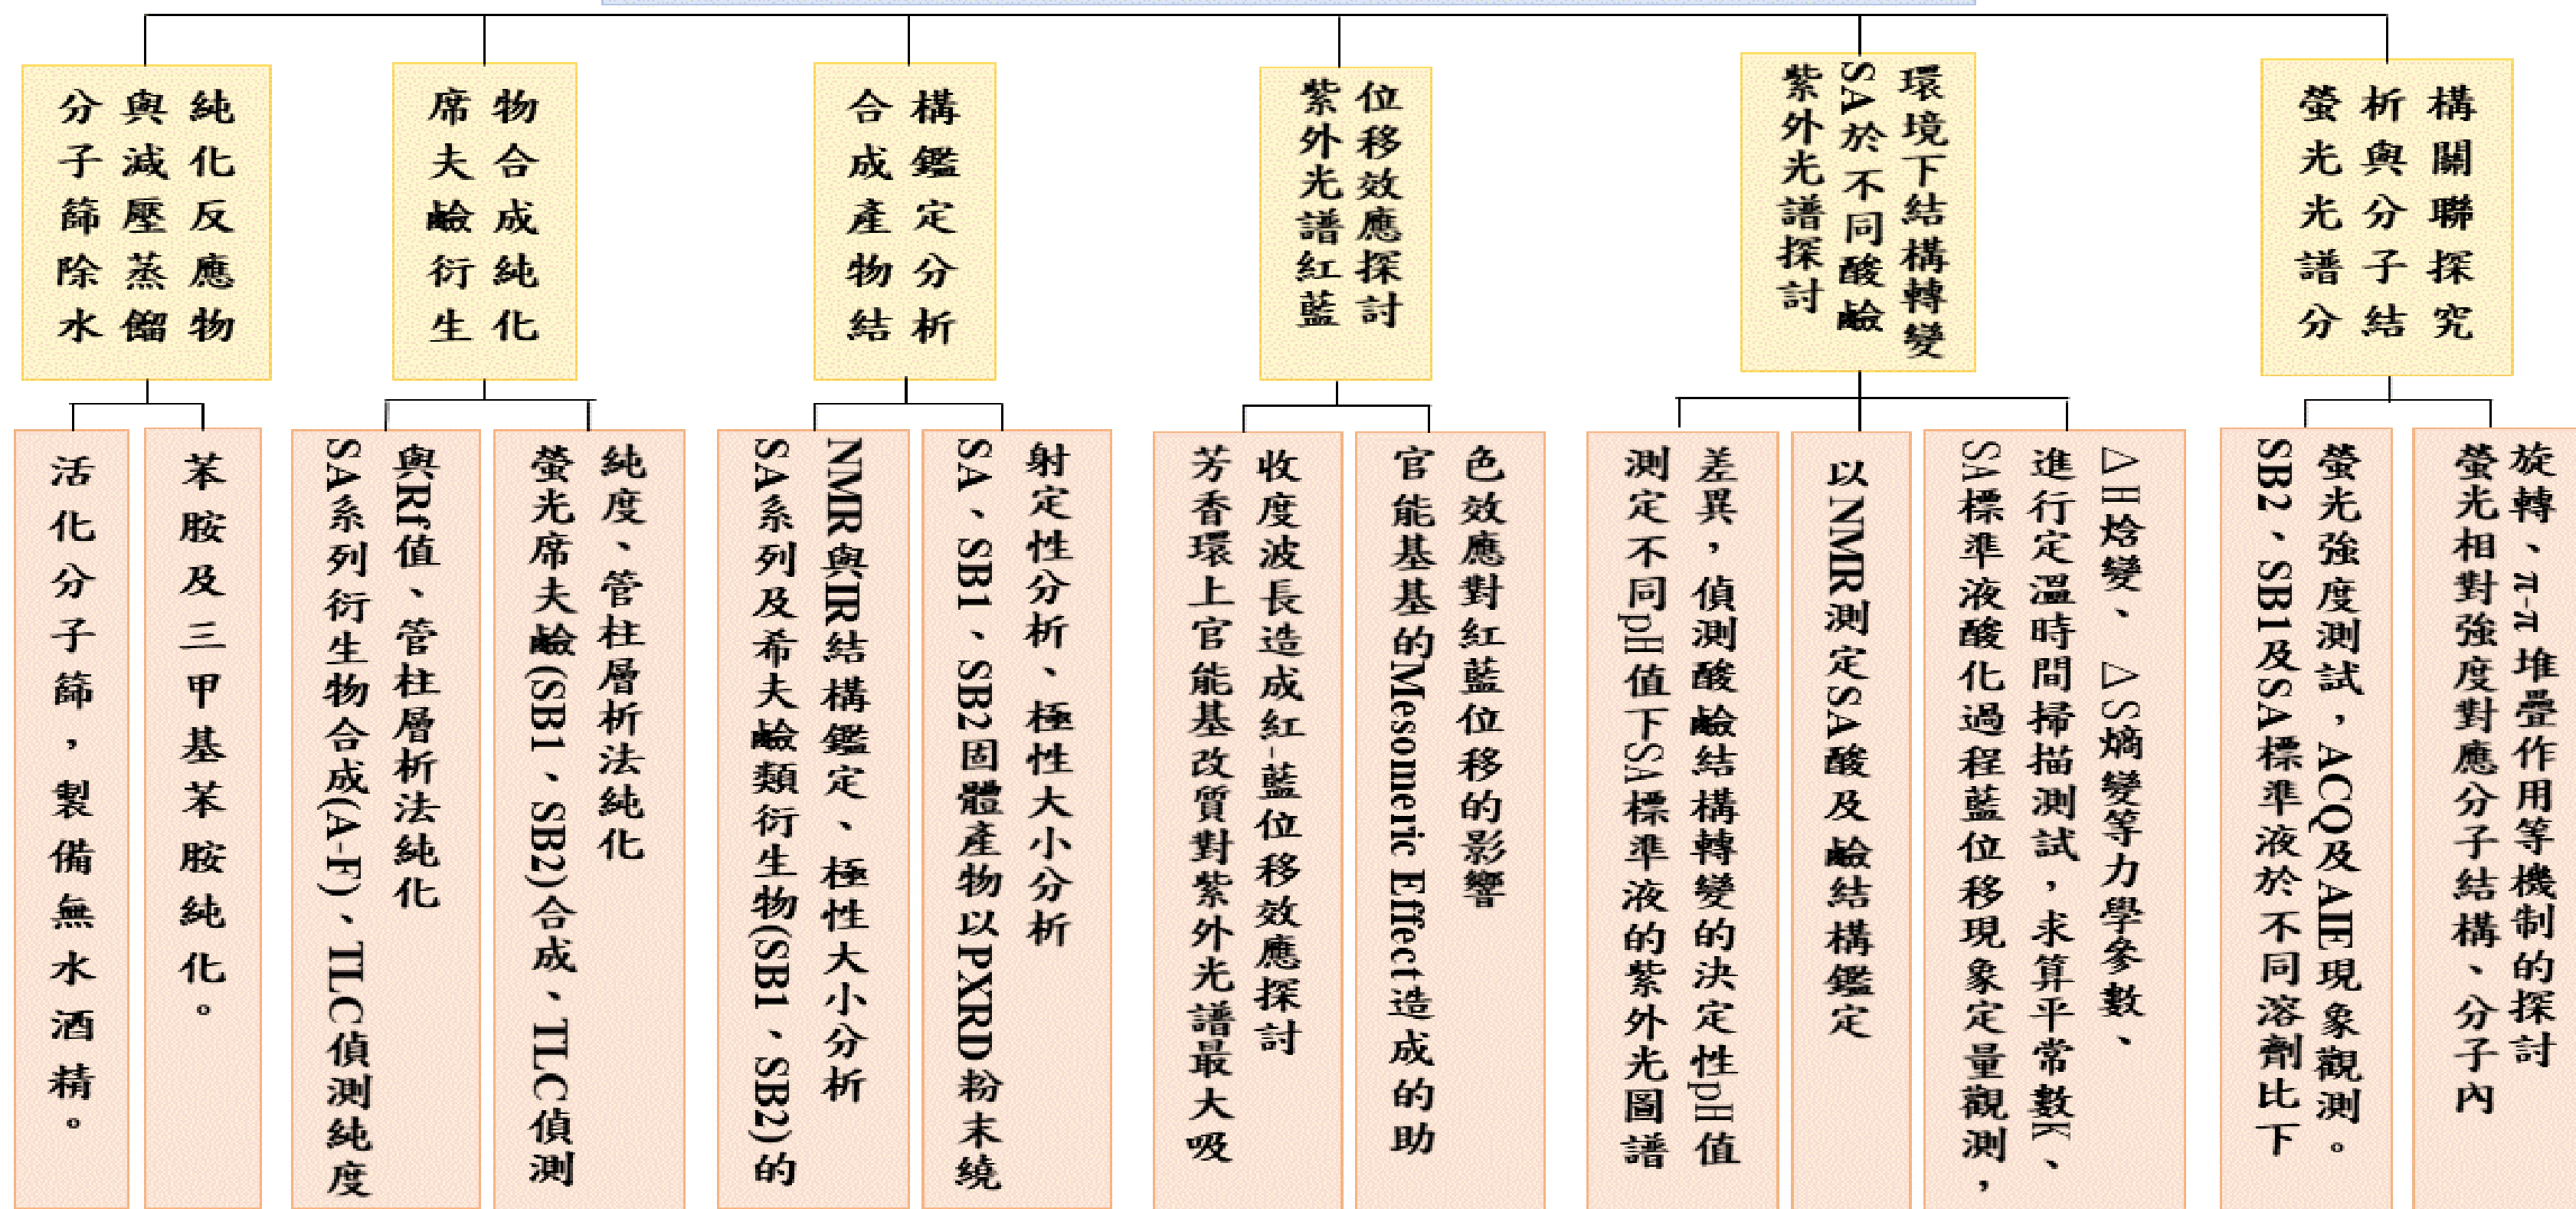 分子篩除水
與減壓蒸餾
純化反應物
席夫鹼衍生
物合成純化
合成產物結
構鑑定分析
紫外光譜紅藍
位移效應探討
紫外光譜探討
SA於不同酸鹼
環境下結構轉變
螢光光譜分
析與分子結
構關聯探究
活化分子篩，製備無水酒精。
苯胺及三甲基苯胺純化。
SA系列衍生物合成(A-F)、TLC偵測純度
與Rf值、管柱層析法純化
螢光席夫鹼(SB1、SB2)合成、TLC偵測
純度、管柱層析法純化
SA系列及希夫鹼類衍生物(SB1、SB2)的
NMR與IR結構鑑定、極性大小分析
SA、SB1、SB2固體產物以PXRD粉末繞
射定性分析、極性大小分析
芳香環上官能基改質對紫外光譜最大吸
收度波長造成紅-藍位移效應探討
官能基基的Mesomeric Effect造成的助
色效應對紅藍位移的影響
測定不同pH值下SA標準液的紫外光圖譜
差異，偵測酸鹼結構轉變的決定性pH值
以NMR測定SA酸及鹼結構鑑定
SA標準液酸化過程藍位移現象定量觀測，
進行定溫時間掃描測試，求算平常數K、
△H焓變、△S熵變等力學參數、
SB2、SB1及SA標準液於不同溶劑比下
螢光強度測試，ACQ及AIE現象觀測。
螢光相對強度對應分子結構、分子內
旋轉、π-π堆疊作用等機制的探討